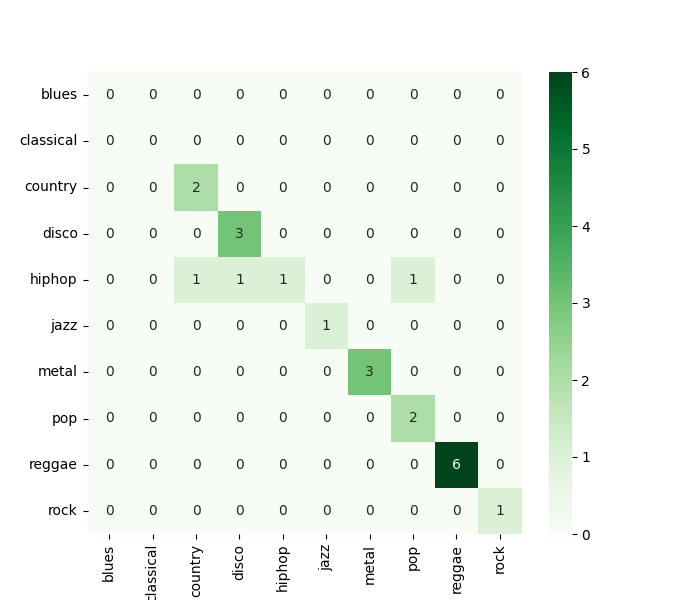 blues 0 0 0 0 0 0 0 0 0 0
classical 0 0 0 0 0 0 0 0 0 0
country 0 0 2 0 0 0 0 0 0 0
disco 0 0 0 3 0 0 0 0 0 0
hiphop 0 0 1 1 1 0 0 1 0 0
jazz 0 0 0 0 0 1 0 0 0 0
metal 0 0 0 0 0 0 3 0 0 0
pop 0 0 0 0 0 0 0 2 0 0
reggae 0 0 0 0 0 0 0 0 6 0
rock 0 0 0 0 0 0 0 0 0 1
blues
classical
country
disco
hiphop
jazz
metal
pop
reggae
rock
6
5
4
3
2
1
0